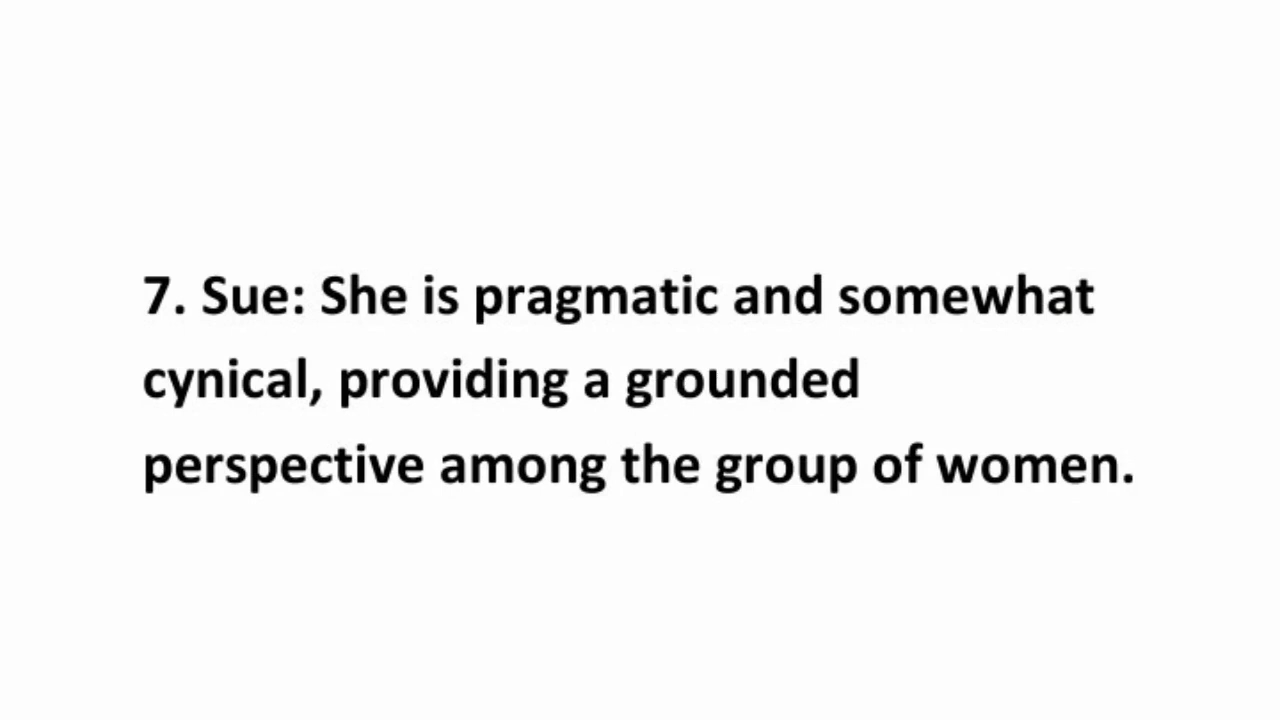 7. Sue: She is pragmatic and somewhat
cynical, providing a grounded
perspective among the group of women.